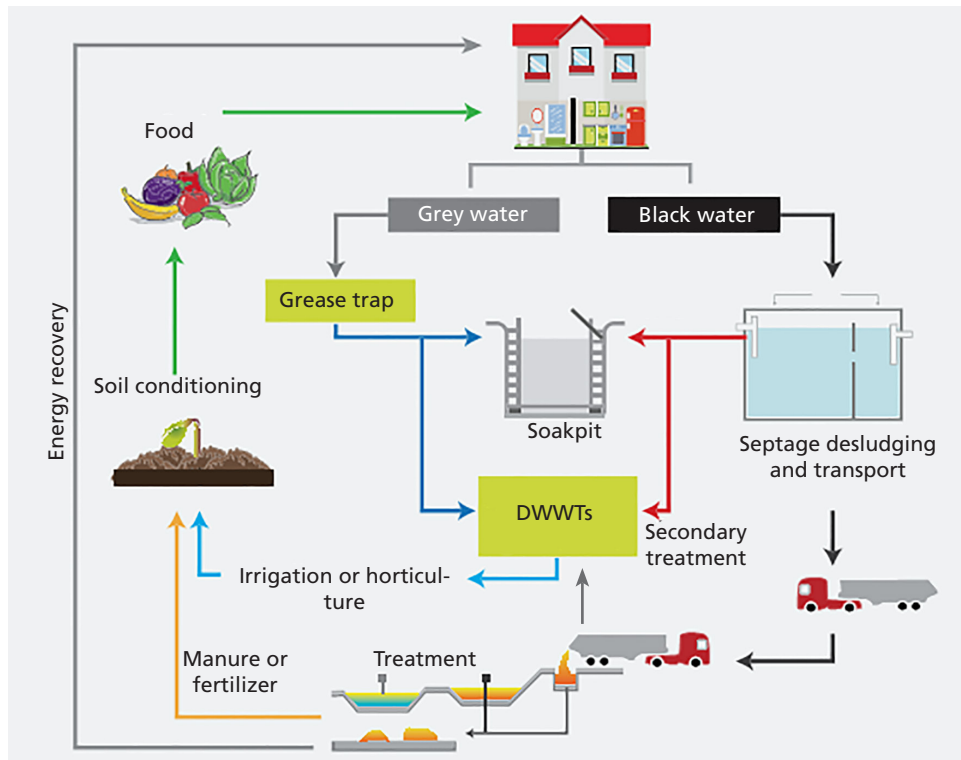 Food
Grey water
Black water
Grease trap
Energy recovery
Soil conditioning
Soakpit
Septage desludging
and transport
DWWTs
Secondary
treatment
Irrigation or horticul-
ture
Manure or
fertilizer
Treatment